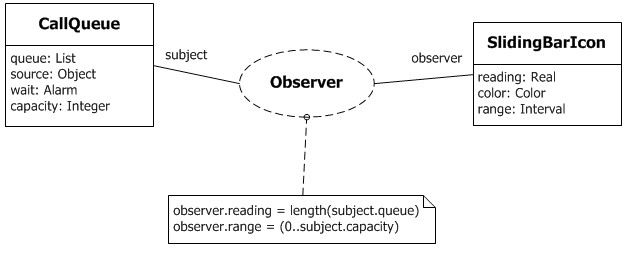 CallQueue
queue: List
source: Object
wait: Alarm
capacity: Integer
subject
Observer
observer
SlidingBarIcon
reading: Real
color: Color
range: Interval
observer.reading = length(subject.queue)
observer.range = (0..subject.capacity)